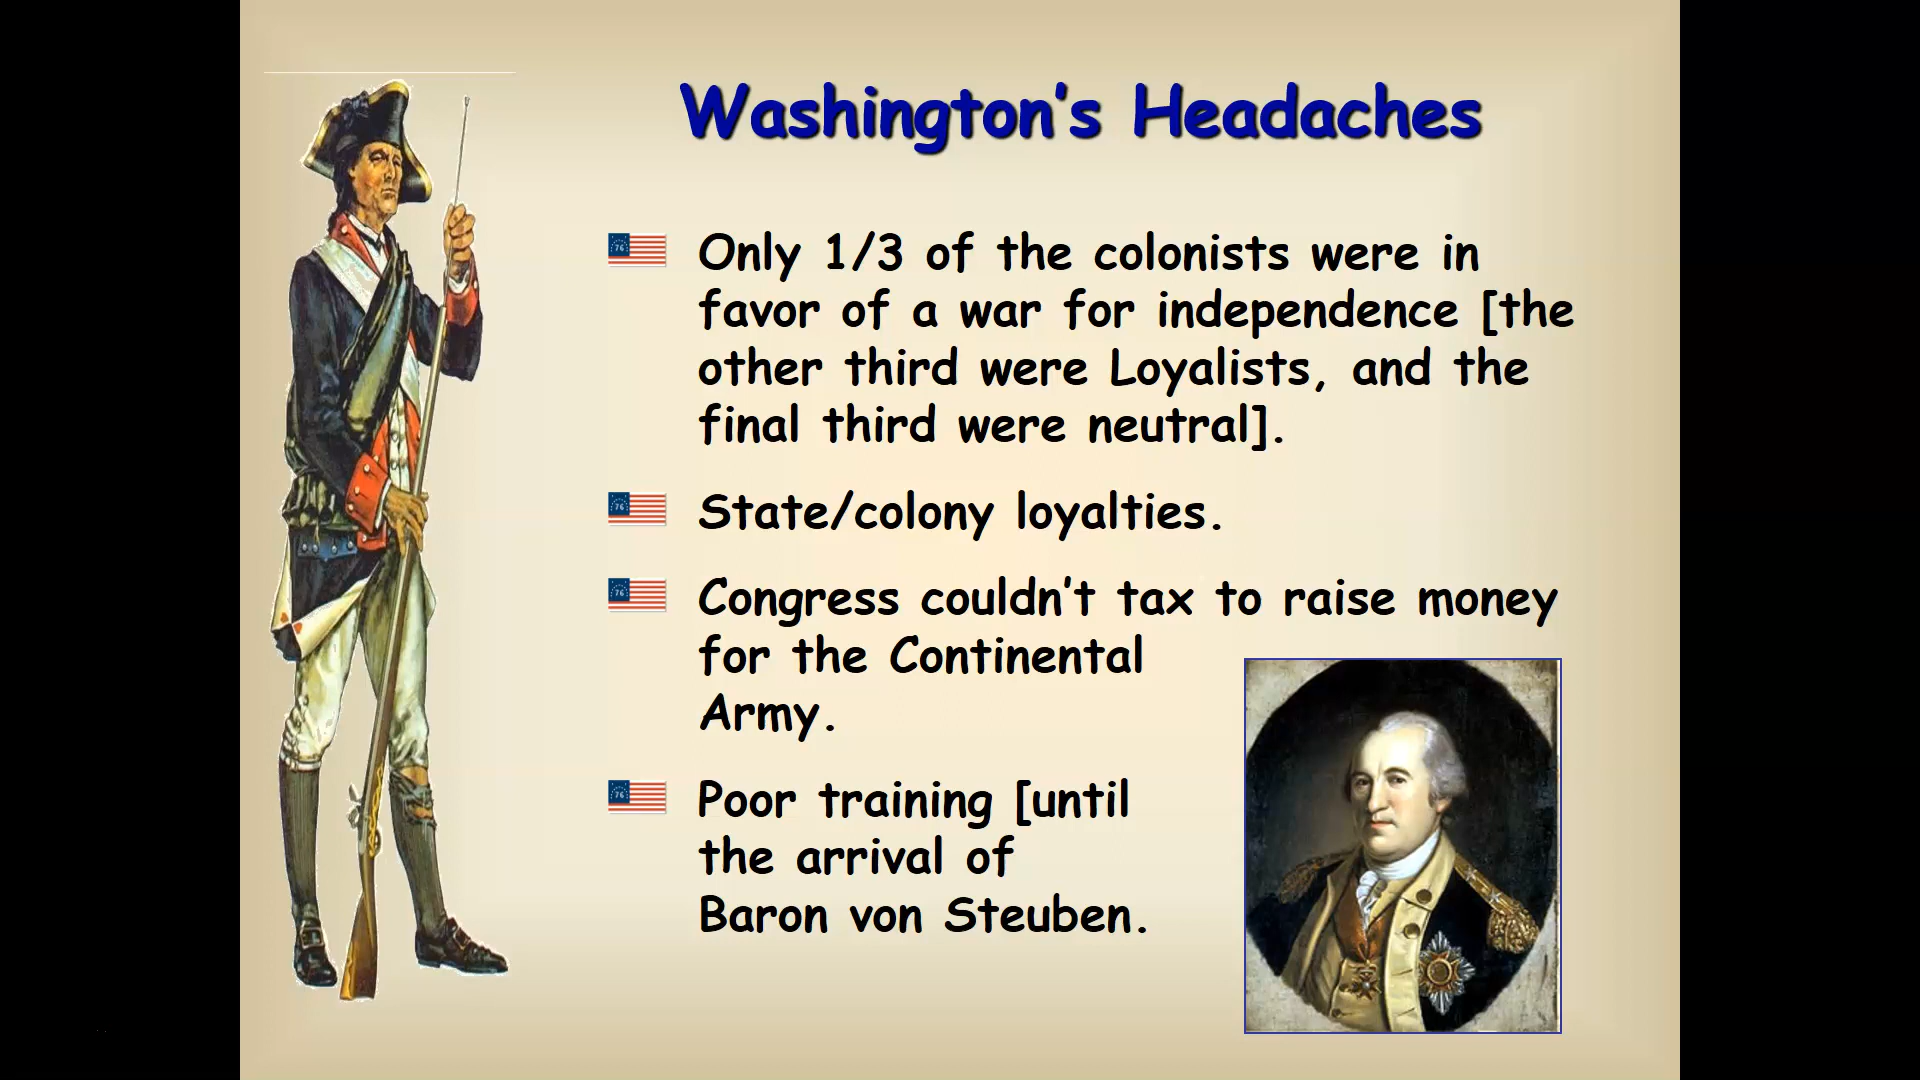 Washington's Headaches
Only 1/3 of the colonists were in
favor of a war for independence [the
other third were Loyalists, and the
final third were neutral].
State/colony loyalties.
Congress couldn't tax to raise money
for the Continental
Army.
Poor training [until
the arrival of
Baron von Steuben.